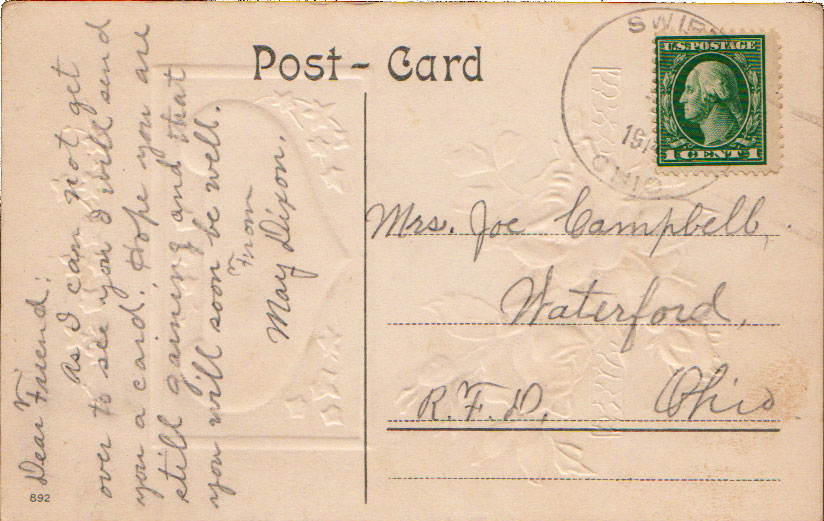 Post - Card
Dear Friend:
As I can not get
over to see you I will send
you a card. Hope you are
still gaining and that
you will soon be well.
From
May Dixon.
892
OHIO
U.S. POSTAGE
1 CENT 1
Mrs. Joe Campbell,
Waterford,
R.F.D, Ohio